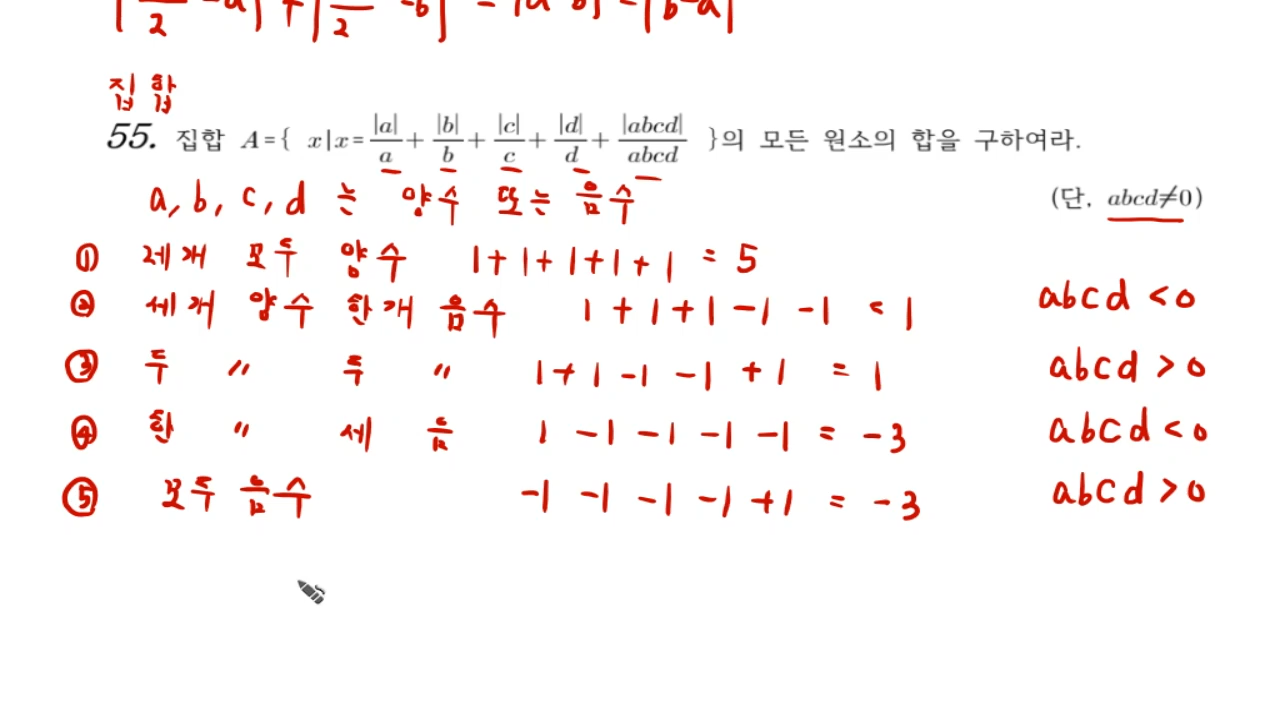 |—/2 -a| + |—/2 -b| = |a-b| = |b-a|
집합
55. 집합 A={ x|x=|a|/a+|b|/b+|c|/c+|d|/d+|abcd|/abcd }의 모든 원소의 합을 구하여라.
(단, abcd≠0)
a, b, c, d 는 양수 또는 음수
① 네개 모두 양수 1+1+1+1+1 = 5
② 세개 양수 한개 음수 1+1+1-1-1 = 1 abcd<0
③ 두 〃 두 〃 1+1-1-1+1 = 1 abcd>0
④ 한 〃 세 음 1-1-1-1-1 = -3 abcd<0
⑤ 모두 음수 -1-1-1-1+1 = -3 abcd>0